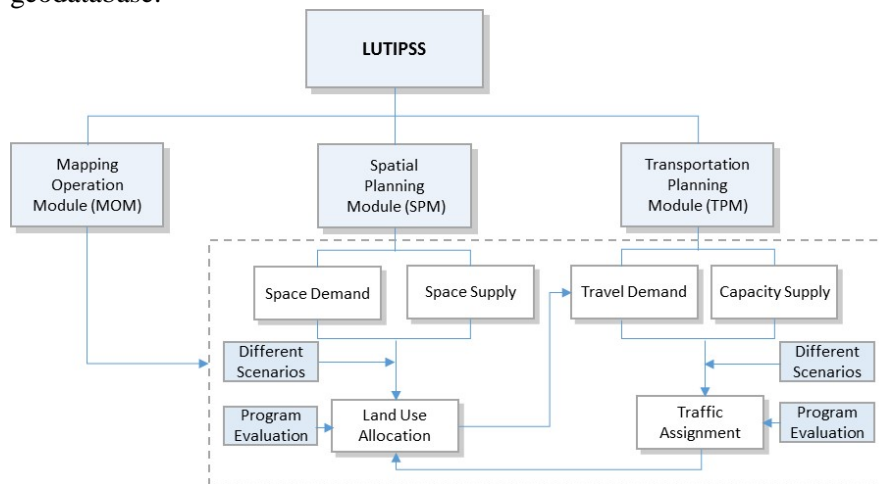 geodatabase.
LUTIPSS
Mapping
Operation
Module (MOM)
Spatial
Planning
Module (SPM)
Transportation
Planning
Module (TPM)
Space Demand
Space Supply
Travel Demand
Capacity Supply
Different
Scenarios
Different
Scenarios
Program
Evaluation
Land Use
Allocation
Traffic
Assignment
Program
Evaluation